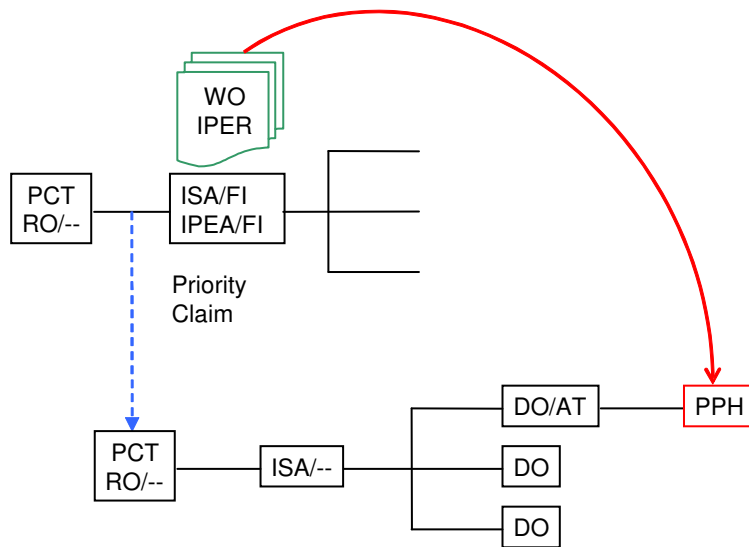 WO
IPER
PCT
RO/--
ISA/FI
IPEA/FI
Priority
Claim
DO/AT
PPH
PCT
RO/--
ISA/--
DO
DO